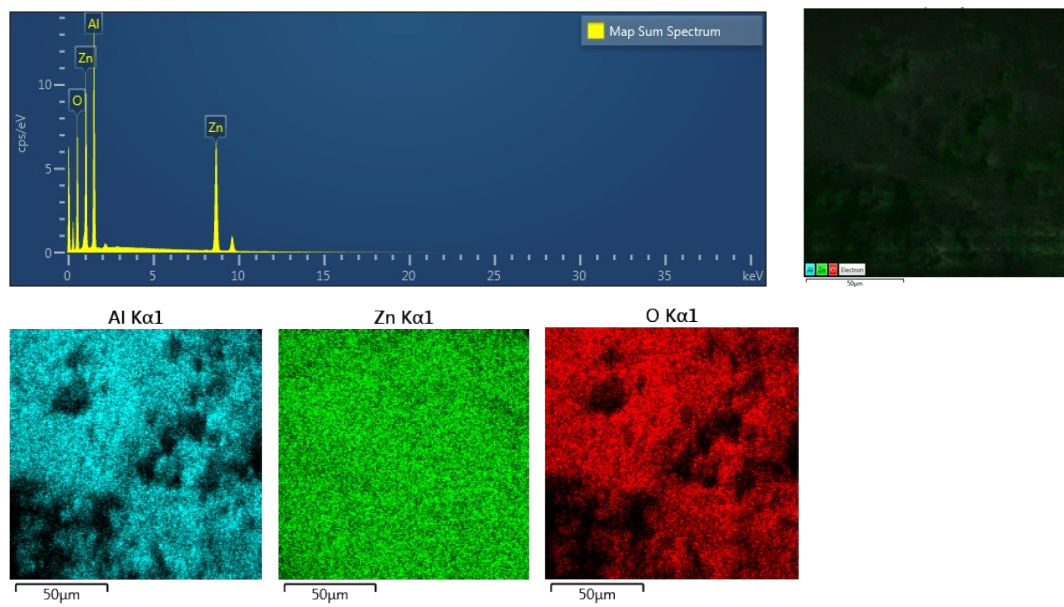 Map Sum Spectrum
Al
Zn
O
Zn
cps/eV
10
5
0
0
5
10
15
20
25
30
35
keV
Al Zn O Electron
50μm
Al Kα1
Zn Kα1
O Kα1
50μm
50μm
50μm